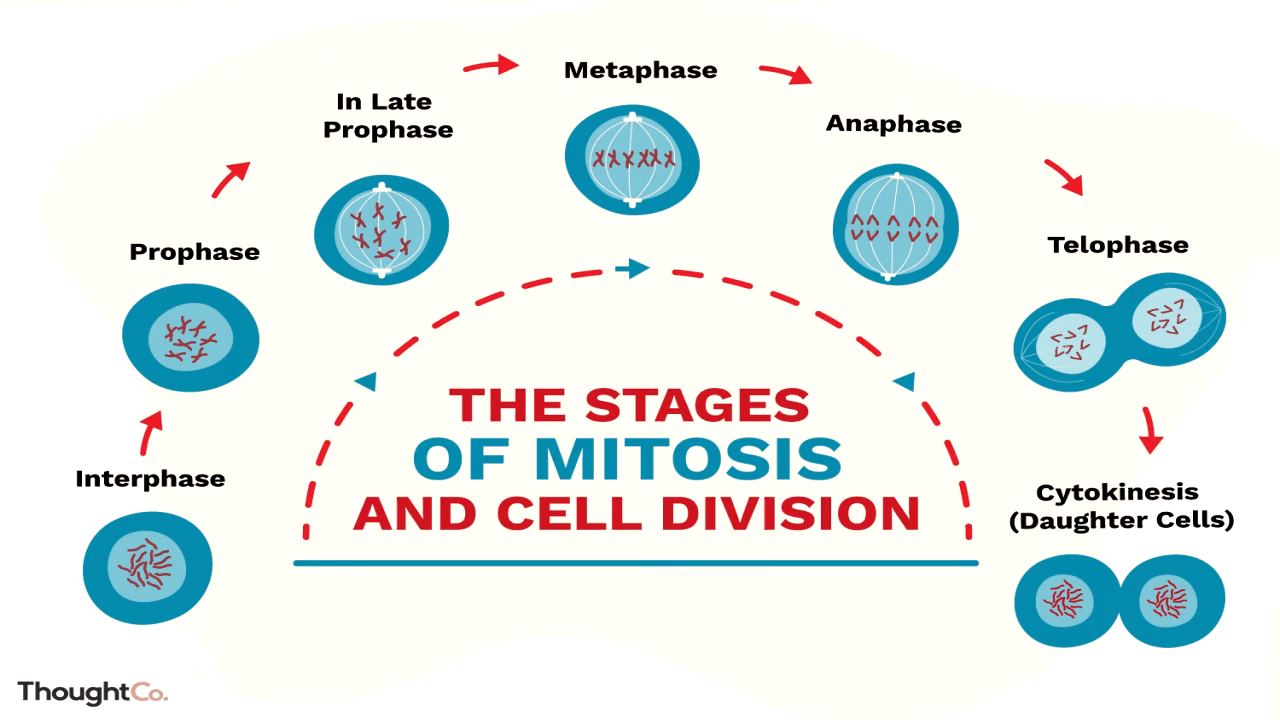 Interphase
Prophase
In Late
Prophase
Metaphase
Anaphase
Telophase
Cytokinesis
(Daughter Cells)
THE STAGES
OF MITOSIS
AND CELL DIVISION
ThoughtCo.